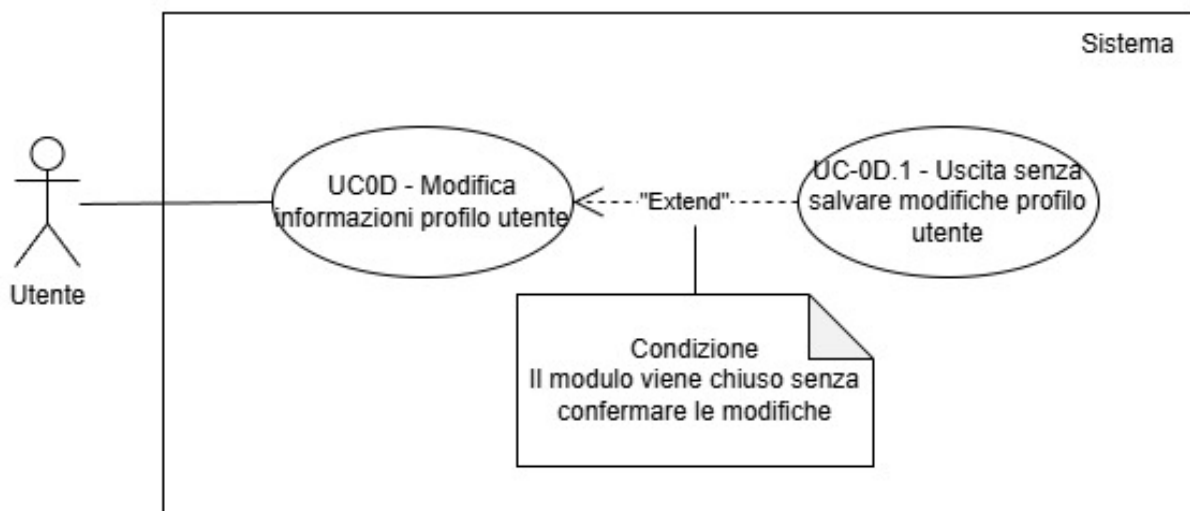 Sistema
UC0D - Modifica
informazioni profilo utente
"Extend"
UC-0D.1 - Uscita senza
salvare modifiche profilo
utente
Utente
Condizione
Il modulo viene chiuso senza
confermare le modifiche